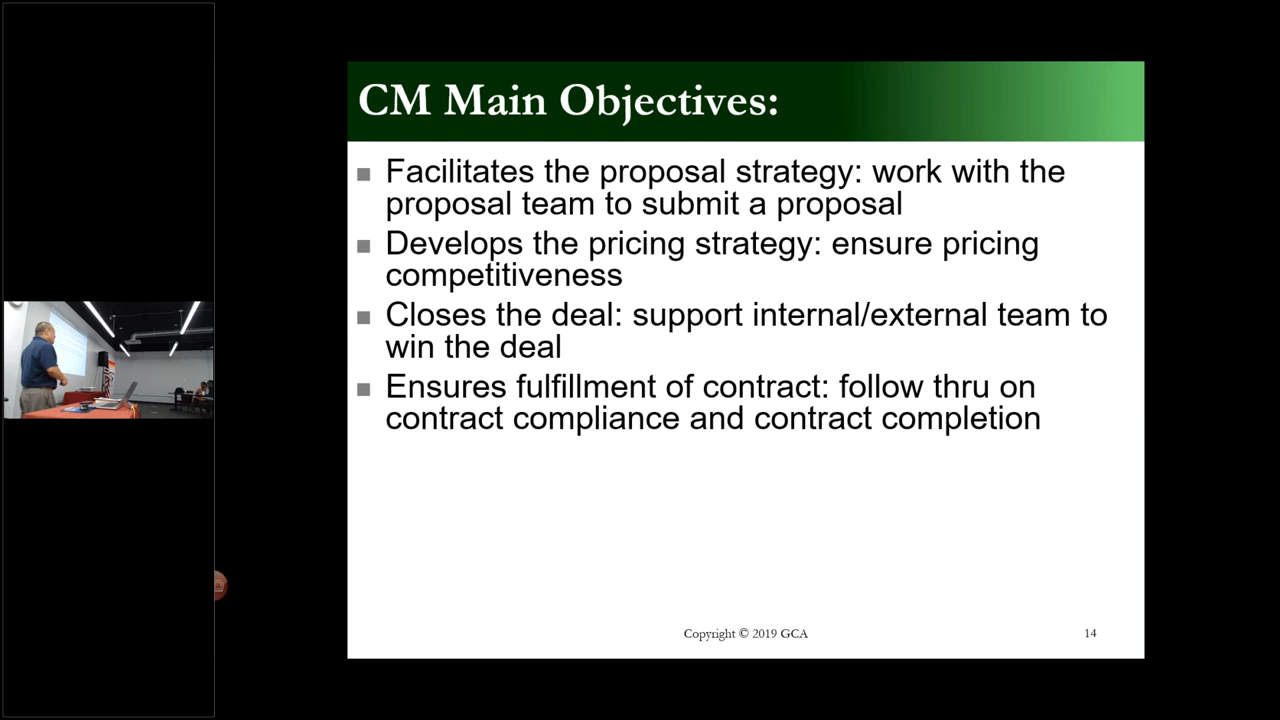 CM Main Objectives:
Facilitates the proposal strategy: work with the
proposal team to submit a proposal
Develops the pricing strategy: ensure pricing
competitiveness
Closes the deal: support internal/external team to
win the deal
Ensures fulfillment of contract: follow thru on
contract compliance and contract completion
Copyright © 2019 GCA
14